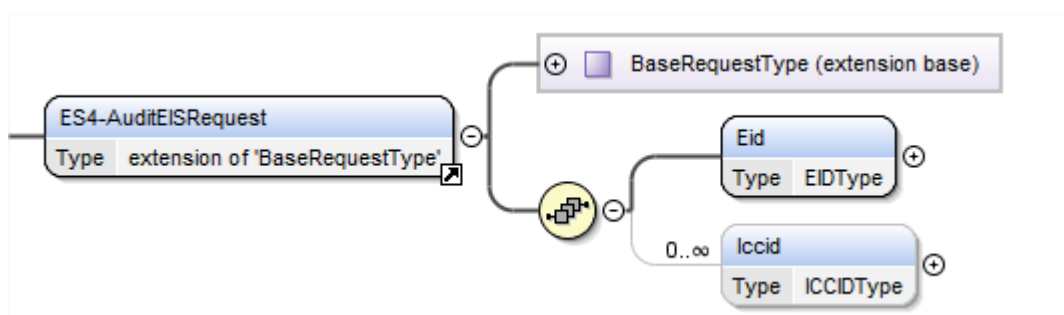 BaseRequestType (extension base)
ES4-AuditEISRequest
Type extension of 'BaseRequestType'
Eid
Type EIDType
0..∞
Iccid
Type ICCIDType